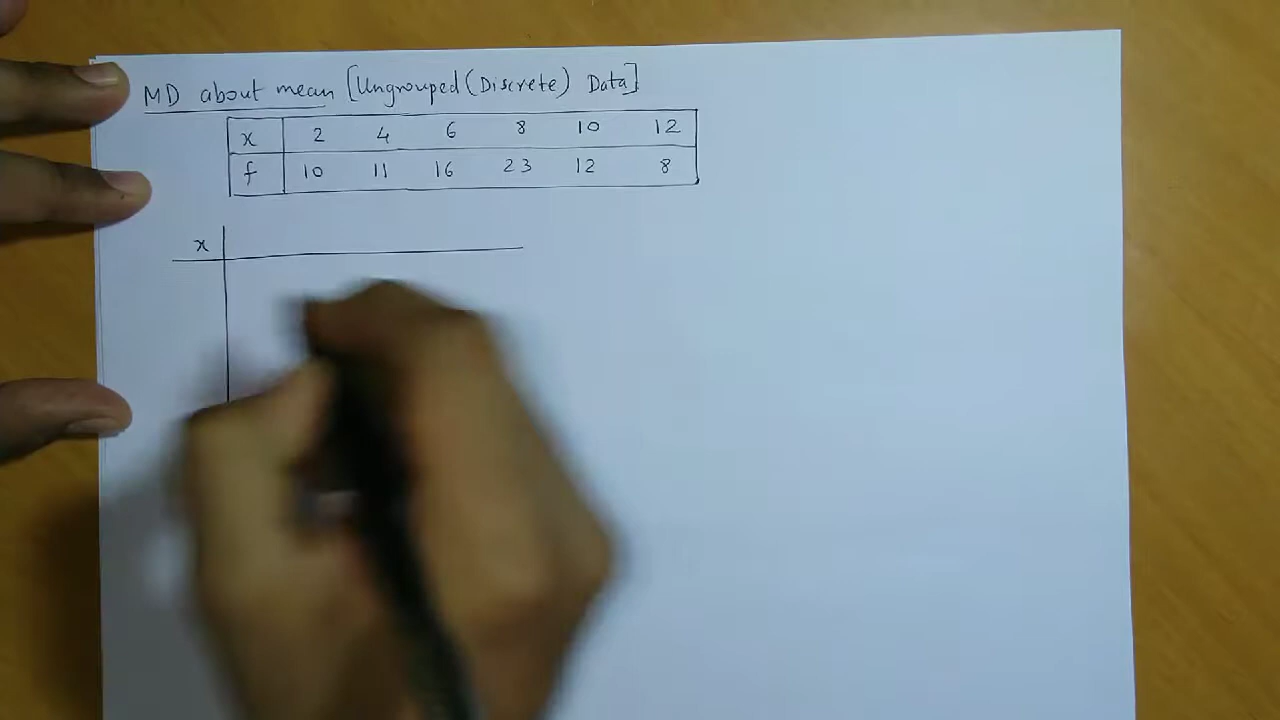 MD about mean [Ungrouped (Discrete) Data]
x 2 4 6 8 10 12
f 10 11 16 23 12 8
x